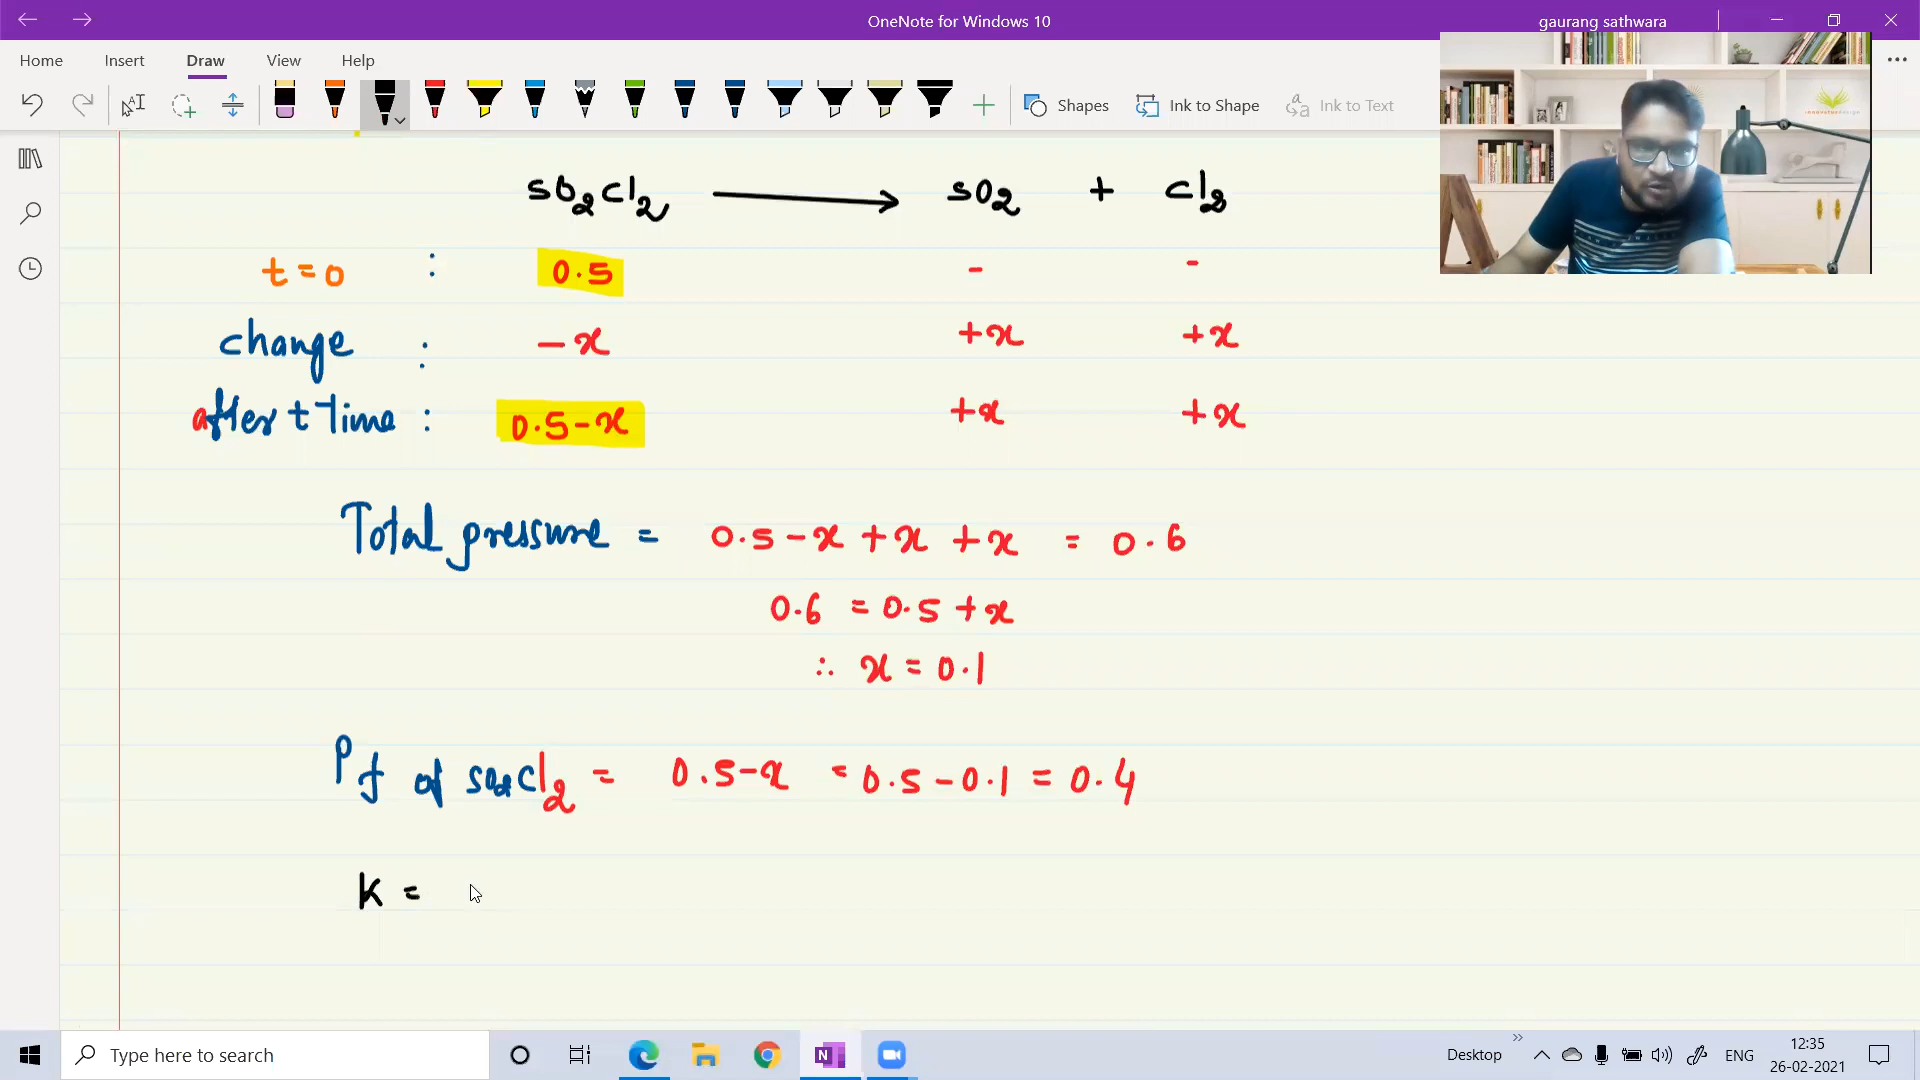 OneNote for Windows 10
gaurang sathwara
Home Insert Draw View Help
Shapes Ink to Shape Ink to Text
SO2Cl2 ⟶ SO2 + Cl2
t = 0 : 0.5 - -
change : -x +x +x
after t time : 0.5-x +x +x
Total pressure = 0.5-x+x+x = 0.6
0.6 = 0.5+x
∴ x = 0.1
Pf of SO2Cl2 = 0.5-x = 0.5-0.1 = 0.4
K =
Type here to search
Desktop
ENG
12:35
26-02-2021